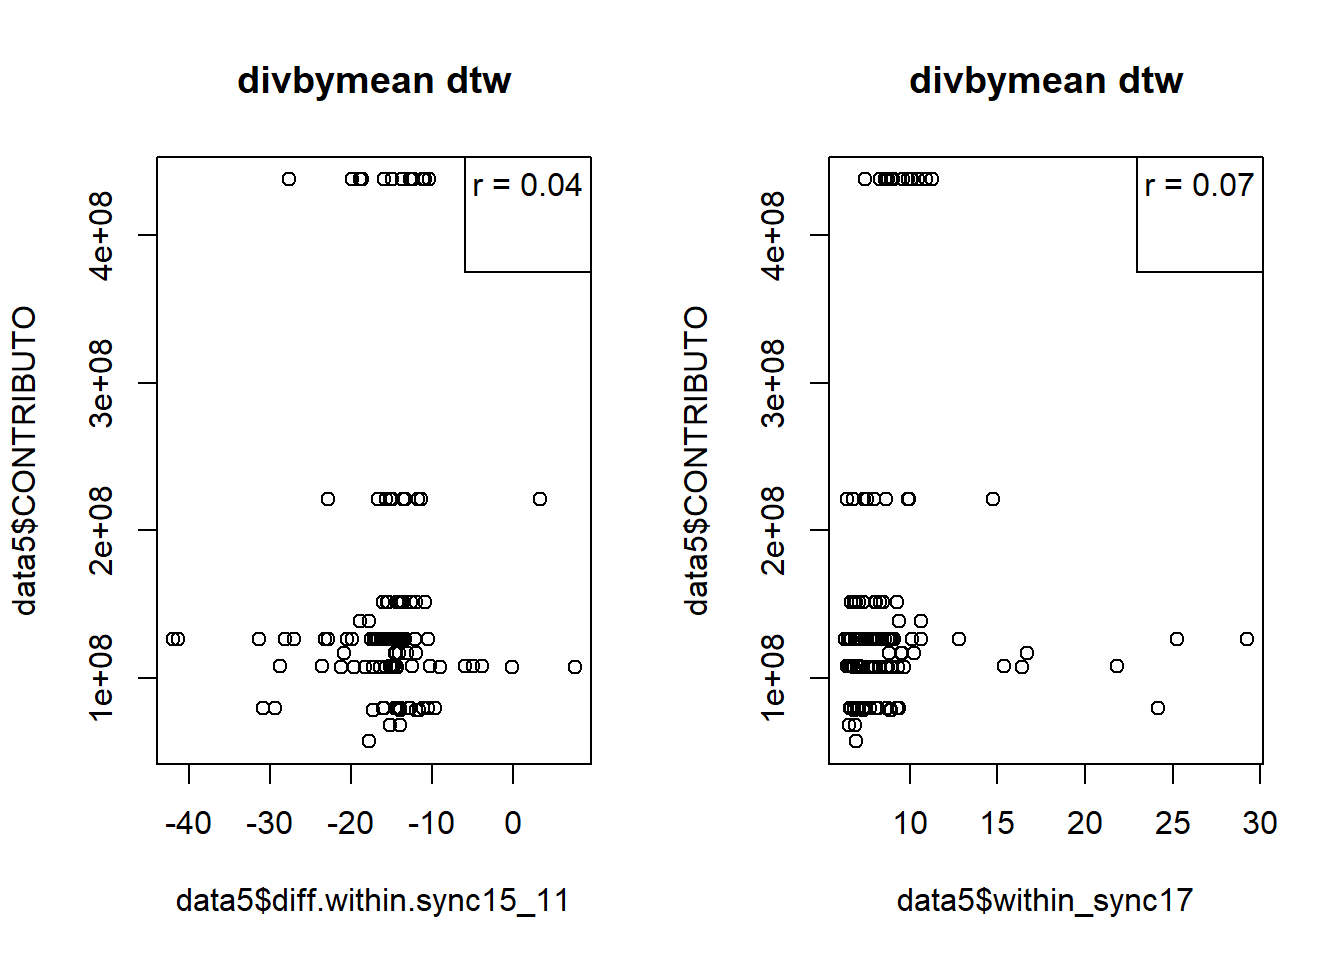 divbymean dtw
r = 0.04
data5$CONTRIBUTO
4e+08
3e+08
2e+08
1e+08
-40 -30 -20 -10 0
data5$diff.within.sync15_11
divbymean dtw
r = 0.07
data5$CONTRIBUTO
4e+08
3e+08
2e+08
1e+08
10 15 20 25 30
data5$within_sync17